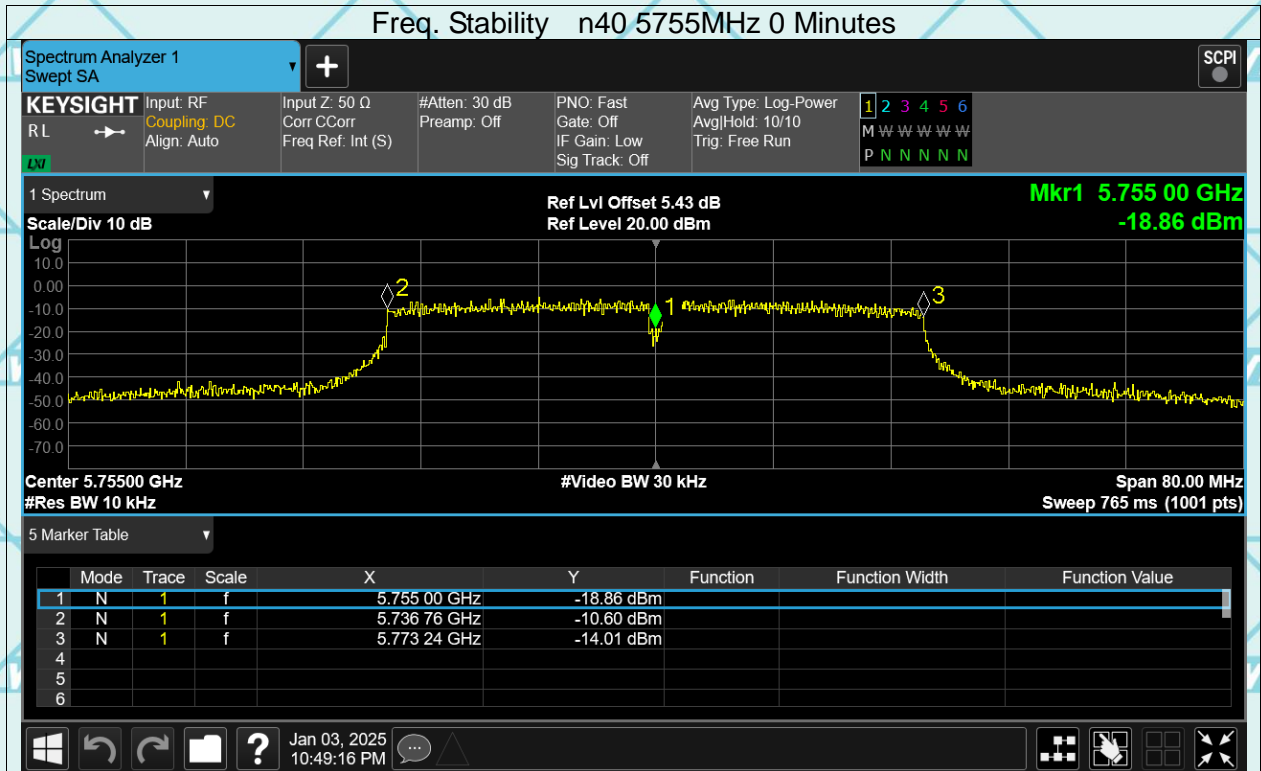 Freq. Stability n40 5755MHz 0 Minutes
Spectrum Analyzer 1
Swept SA
+
SCPI
KEYSIGHT Input: RF Input Z: 50 Ω #Atten: 30 dB PNO: Fast Avg Type: Log-Power 1 2 3 4 5 6
R L Coupling: DC Corr CCorr Preamp: Off Gate: Off Avg|Hold: 10/10 M W W W W W
Align: Auto Freq Ref: Int (S) IF Gain: Low Trig: Free Run P N N N N N
LXI Sig Track: Off
1 Spectrum Ref Lvl Offset 5.43 dB Mkr1 5.755 00 GHz
Scale/Div 10 dB Ref Level 20.00 dBm -18.86 dBm
Log
10.0
0.00
-10.0
-20.0
-30.0
-40.0
-50.0
-60.0
-70.0
2
1
3
Center 5.75500 GHz #Video BW 30 kHz Span 80.00 MHz
#Res BW 10 kHz Sweep 765 ms (1001 pts)
5 Marker Table
Mode Trace Scale X Y Function Function Width Function Value
1 N 1 f 5.755 00 GHz -18.86 dBm
2 N 1 f 5.736 76 GHz -10.60 dBm
3 N 1 f 5.773 24 GHz -14.01 dBm
4
5
6
? Jan 03, 2025
10:49:16 PM